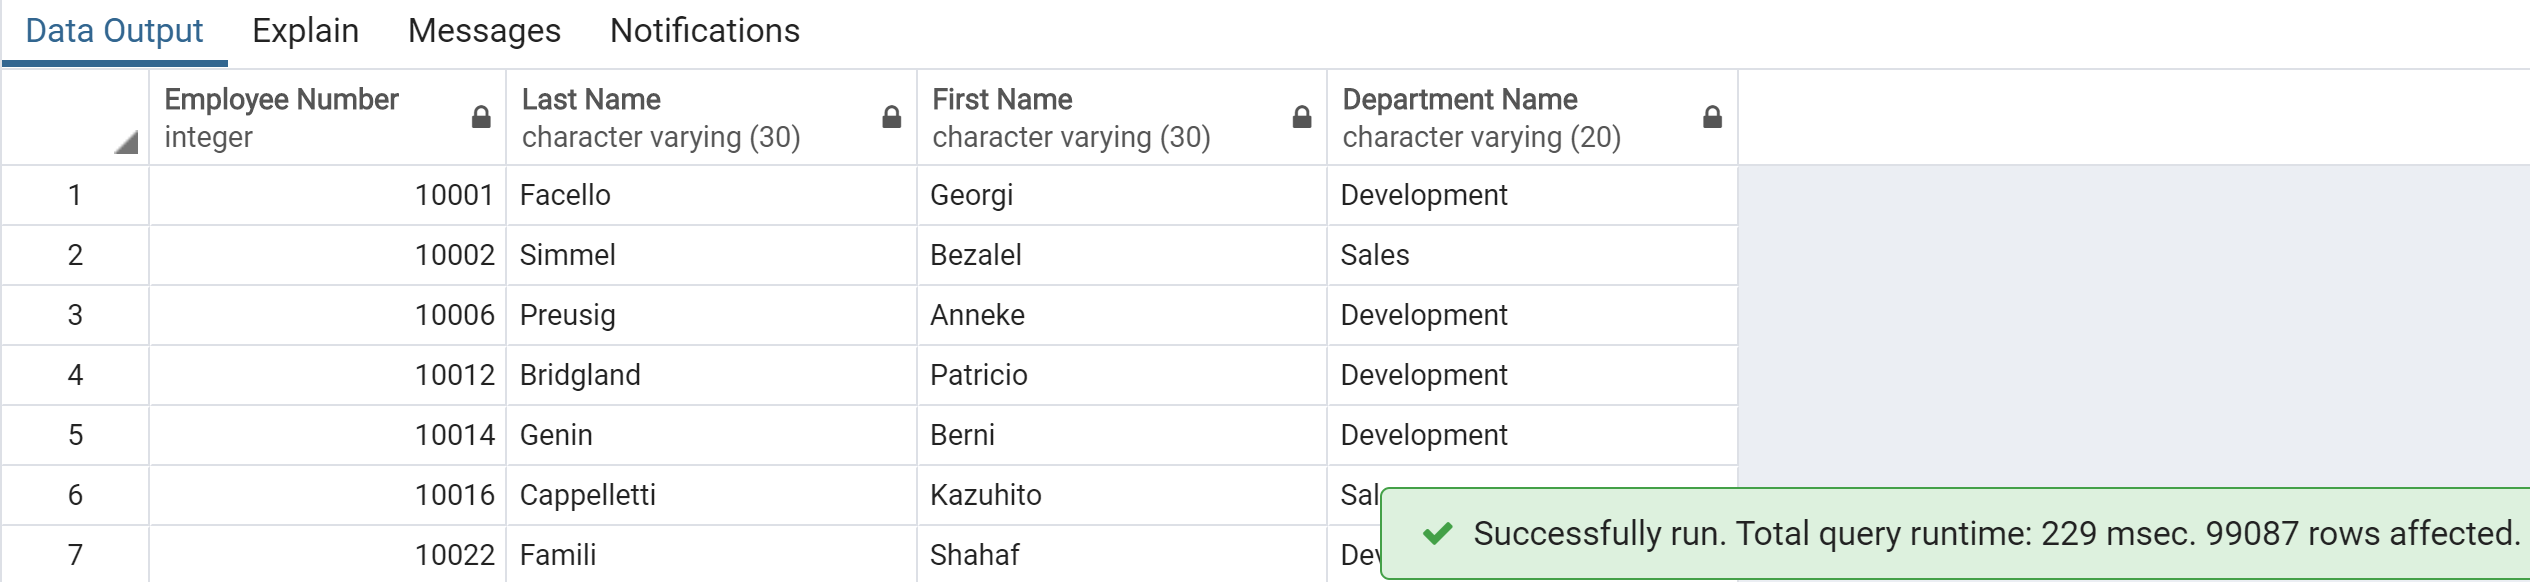 Data Output Explain Messages Notifications
Employee Number Last Name First Name Department Name
integer character varying (30) character varying (30) character varying (20)
1 10001 Facello Georgi Development
2 10002 Simmel Bezalel Sales
3 10006 Preusig Anneke Development
4 10012 Bridgland Patricio Development
5 10014 Genin Berni Development
6 10016 Cappelletti Kazuhito
Successfully run. Total query runtime: 229 msec. 99087 rows affected.
7 10022 Famili Shahaf